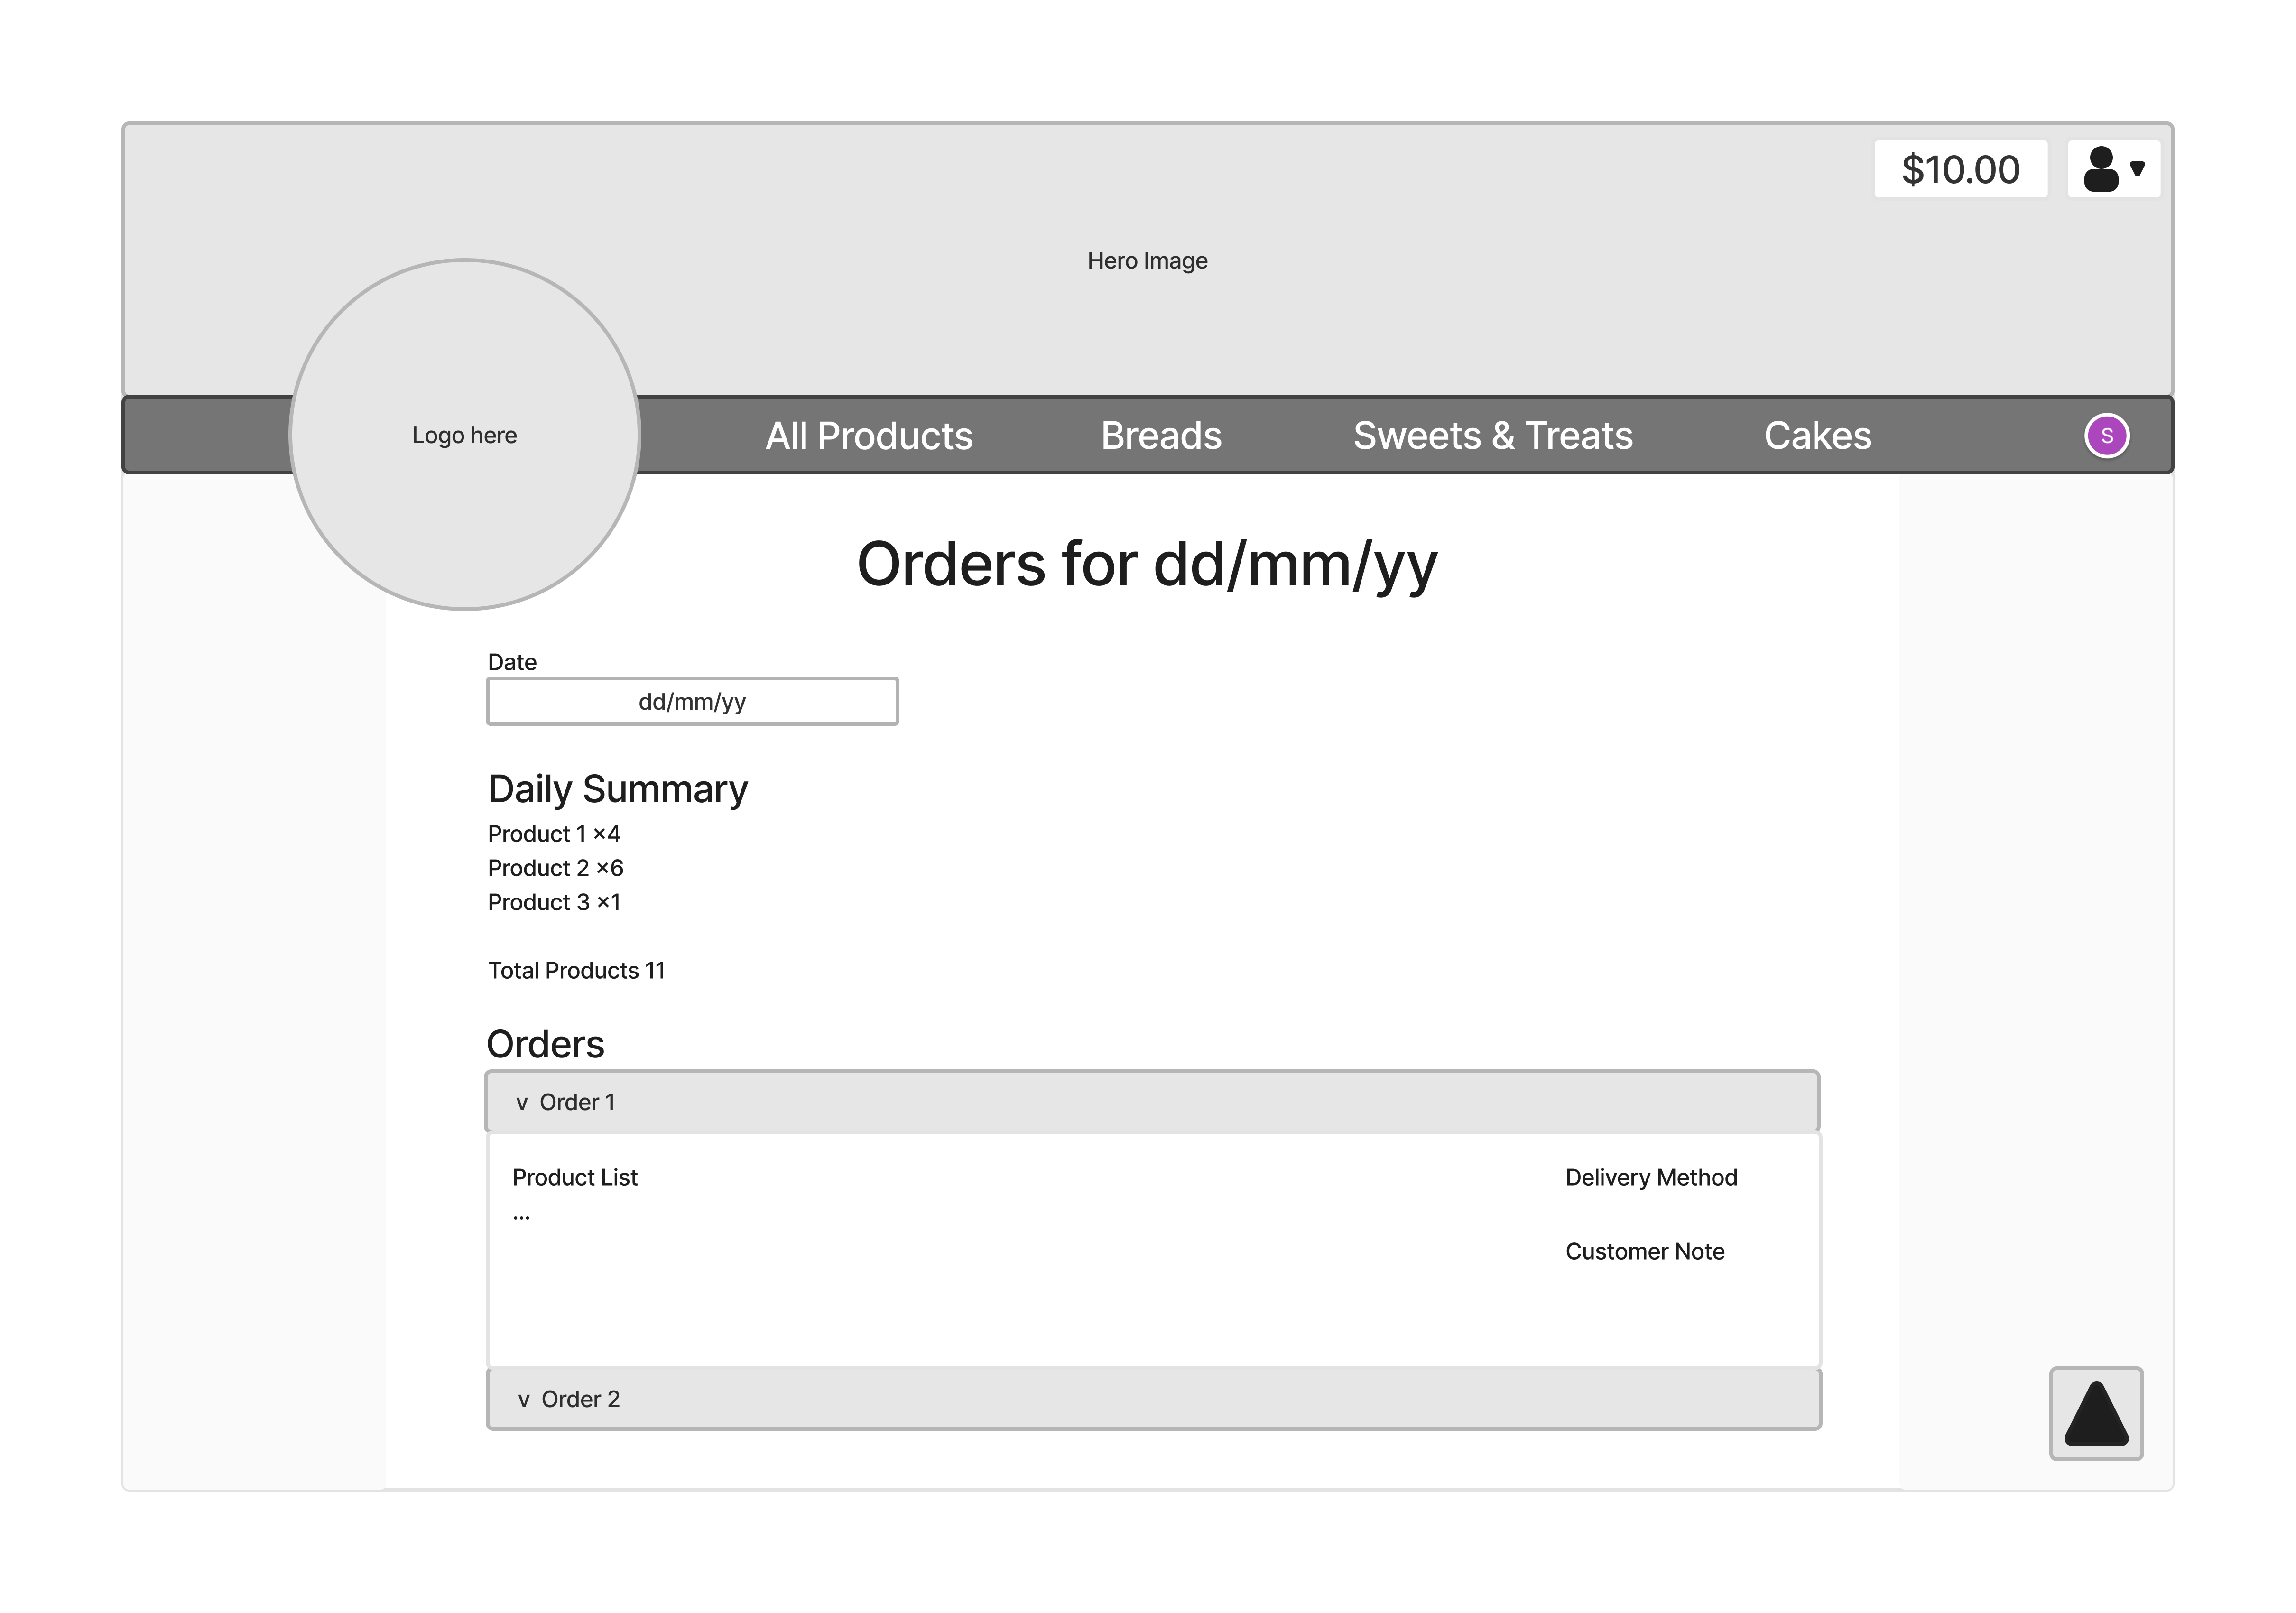 $10.00
Hero Image
Logo here
All Products
Breads
Sweets & Treats
Cakes
S
Orders for dd/mm/yy
Date
dd/mm/yy
Daily Summary
Product 1 ×4
Product 2 ×6
Product 3 ×1
Total Products 11
Orders
v Order 1
Product List
...
Delivery Method
Customer Note
v Order 2